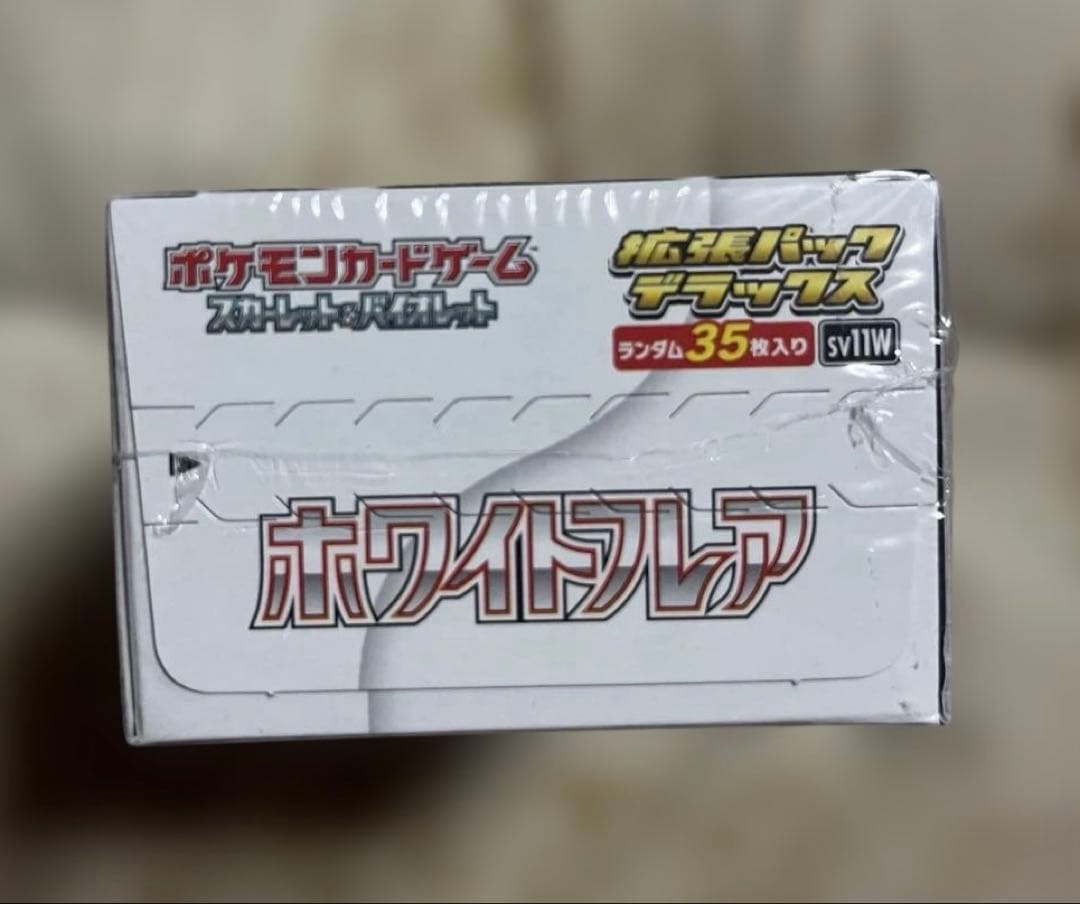 ポケモンカードゲーム™
スカーレット&バイオレット
拡張パック
デラックス
ランダム35枚入り
SV11W
ホワイトフレア